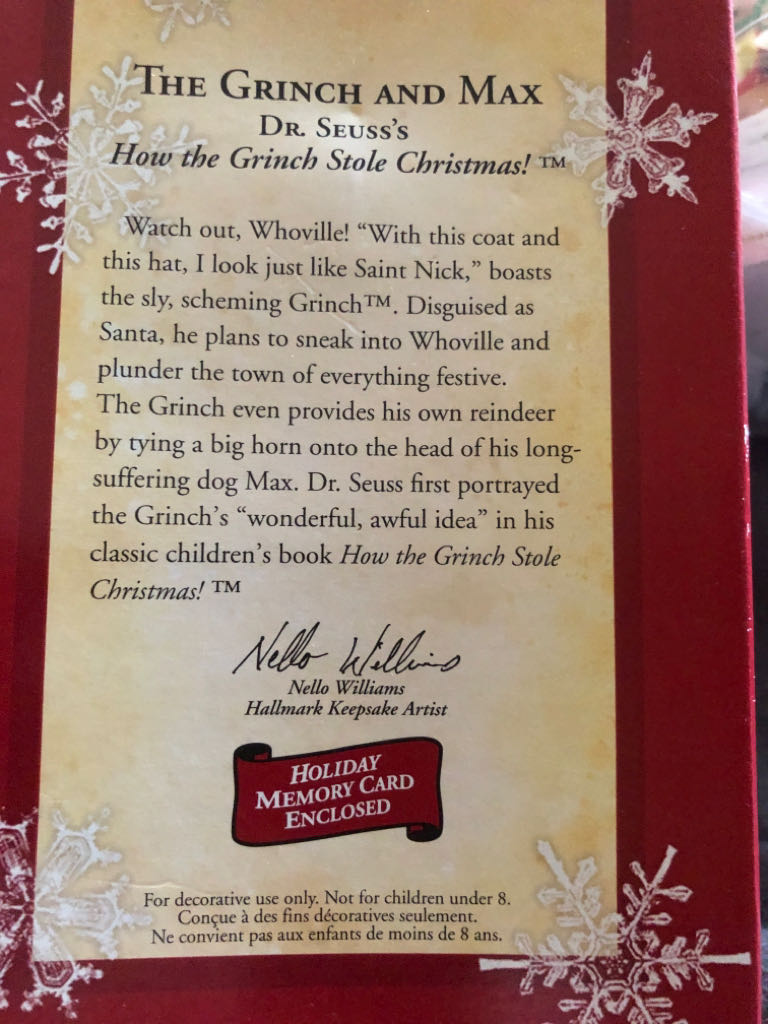 The Grinch and Max
Dr. Seuss's
How the Grinch Stole Christmas! ™
Watch out, Whoville! “With this coat and
this hat, I look just like Saint Nick,” boasts
the sly, scheming Grinch™. Disguised as
Santa, he plans to sneak into Whoville and
plunder the town of everything festive.
The Grinch even provides his own reindeer
by tying a big horn onto the head of his long-
suffering dog Max. Dr. Seuss first portrayed
the Grinch's “wonderful, awful idea” in his
classic children's book How the Grinch Stole
Christmas! ™
Nello Williams
Nello Williams
Hallmark Keepsake Artist
Holiday
Memory Card
Enclosed
For decorative use only. Not for children under 8.
Conçue à des fins décoratives seulement.
Ne convient pas aux enfants de moins de 8 ans.